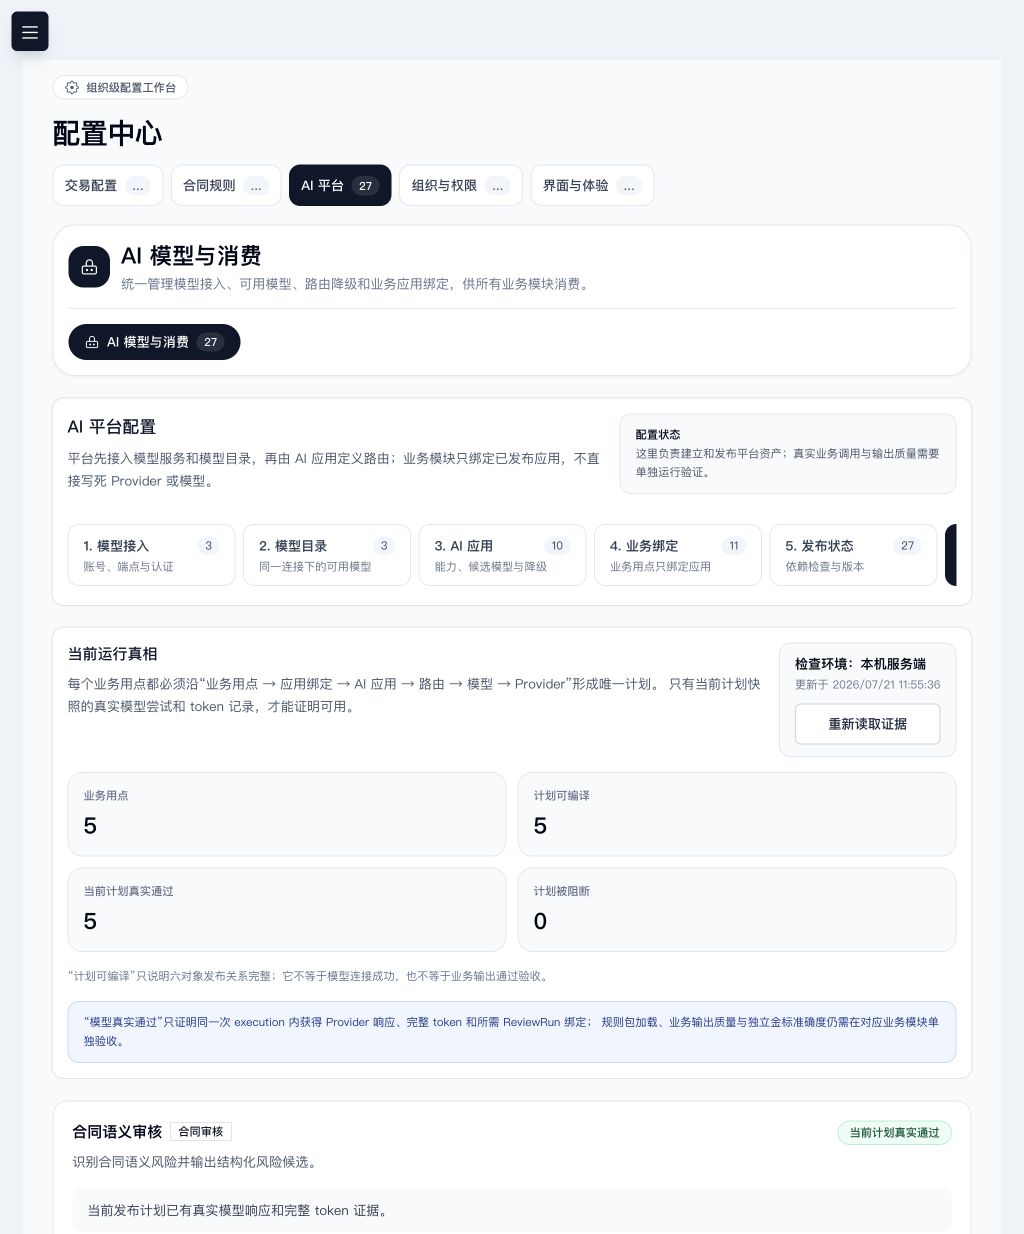 组织级配置工作台
配置中心
交易配置 ...
合同规则 ...
AI 平台 27
组织与权限 ...
界面与体验 ...
AI 模型与消费
统一管理模型接入、可用模型、路由降级和业务应用绑定，供所有业务模块消费。
AI 模型与消费 27
AI 平台配置
平台先接入模型服务和模型目录，再由 AI 应用定义路由；业务模块只绑定已发布应用，不直
接写死 Provider 或模型。
配置状态
这里负责建立和发布平台资产；真实业务调用与输出质量需要
单独运行验证。
1. 模型接入 3
账号、端点与认证
2. 模型目录 3
同一连接下的可用模型
3. AI 应用 10
能力、候选模型与降级
4. 业务绑定 11
业务用点只绑定应用
5. 发布状态 27
依赖检查与版本
当前运行真相
每个业务用点都必须沿“业务用点 → 应用绑定 → AI 应用 → 路由 → 模型 → Provider”形成唯一计划。 只有当前计划快
照的真实模型尝试和 token 记录，才能证明可用。
检查环境：本机服务端
更新于 2026/07/21 11:55:36
重新读取证据
业务用点
5
计划可编译
5
当前计划真实通过
5
计划被阻断
0
“计划可编译”只说明六对象发布关系完整；它不等于模型连接成功，也不等于业务输出通过验收。
“模型真实通过”只证明同一次 execution 内获得 Provider 响应、完整 token 和所需 ReviewRun 绑定； 规则包加载、业务输出质量与独立金标准确度仍需在对应业务模块单
独验收。
合同语义审核 合同审核
当前计划真实通过
识别合同语义风险并输出结构化风险候选。
当前发布计划已有真实模型响应和完整 token 证据。